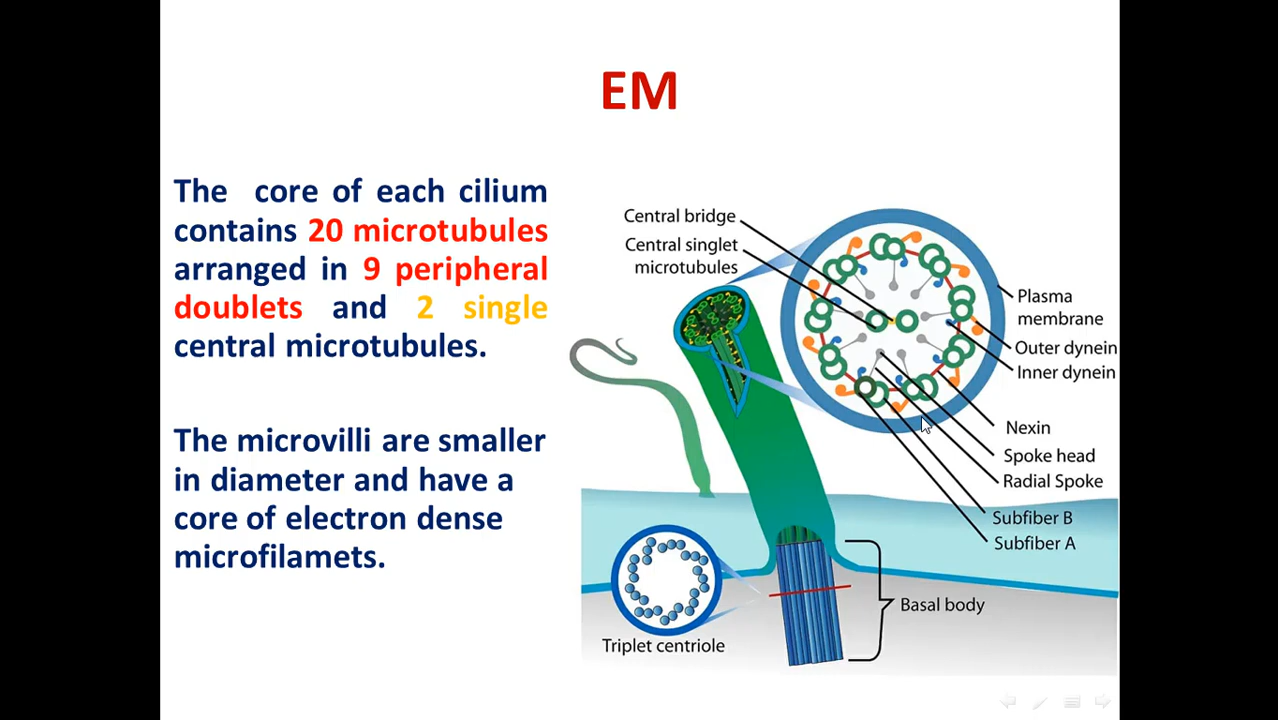 EM
The core of each cilium
contains 20 microtubules
arranged in 9 peripheral
doublets and 2 single
central microtubules.
The microvilli are smaller
in diameter and have a
core of electron dense
microfilamets.
Central bridge
Central singlet
microtubules
Plasma
membrane
Outer dynein
Inner dynein
Nexin
Spoke head
Radial Spoke
Subfiber B
Subfiber A
Basal body
Triplet centriole